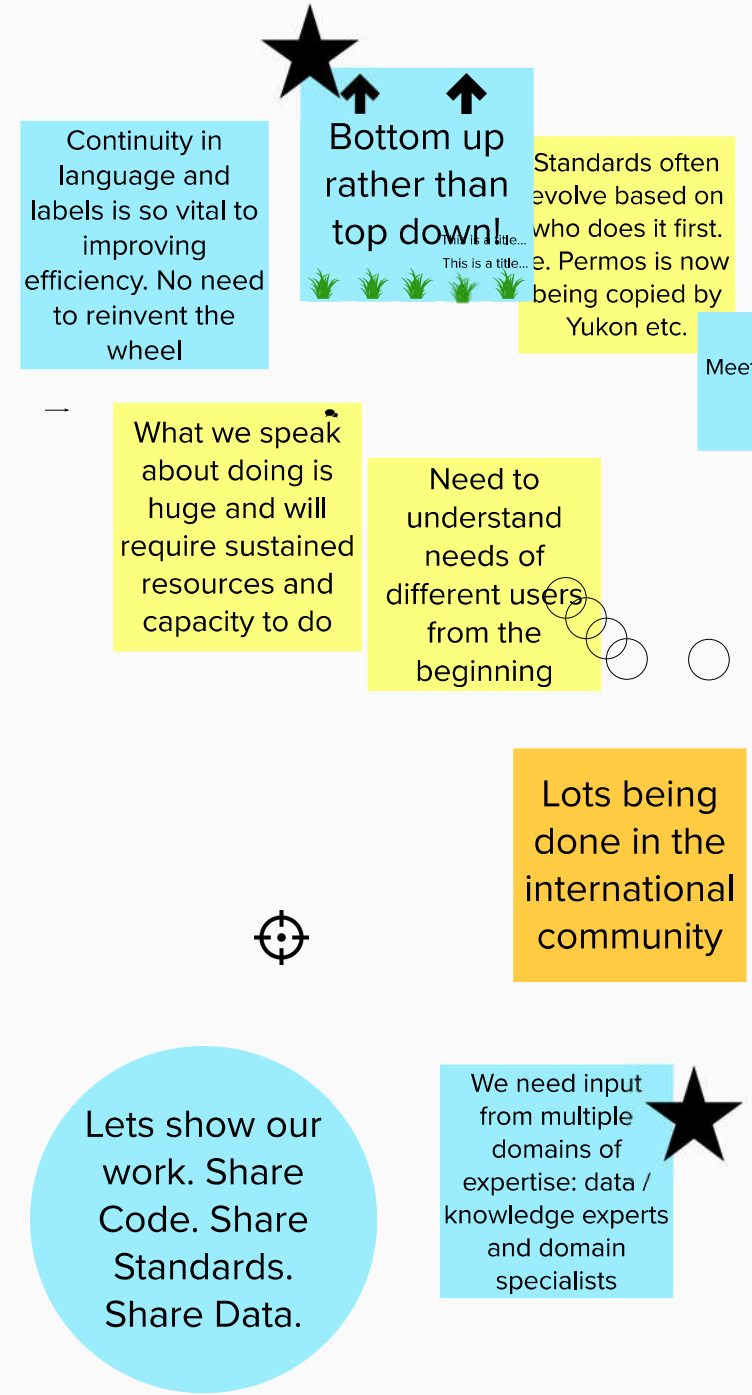 Continuity in
language and
labels is so vital to
improving
efficiency. No need
to reinvent the
wheel
Bottom up
rather than
top down!
This is a title...
This is a title...
Standards often
evolve based on
who does it first.
e. Permos is now
being copied by
Yukon etc.
Meet
What we speak
about doing is
huge and will
require sustained
resources and
capacity to do
Need to
understand
needs of
different users
from the
beginning
Lots being
done in the
international
community
Lets show our
work. Share
Code. Share
Standards.
Share Data.
We need input
from multiple
domains of
expertise: data /
knowledge experts
and domain
specialists